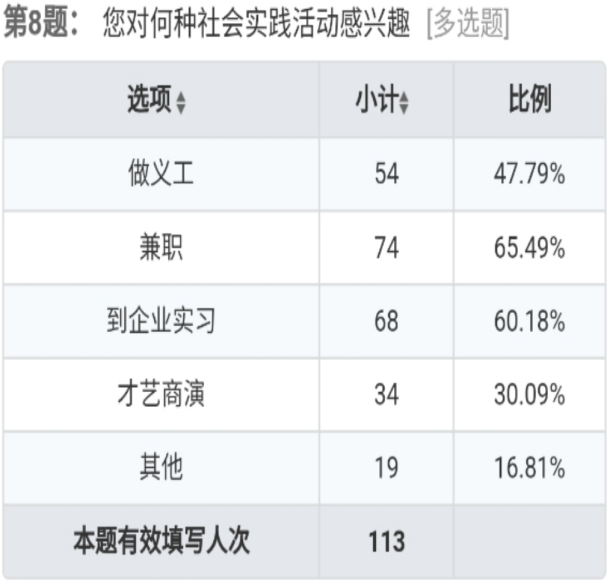 第8题： 您对何种社会实践活动感兴趣 [多选题]
选项 小计 比例
做义工 54 47.79%
兼职 74 65.49%
到企业实习 68 60.18%
才艺商演 34 30.09%
其他 19 16.81%
本题有效填写人次 113